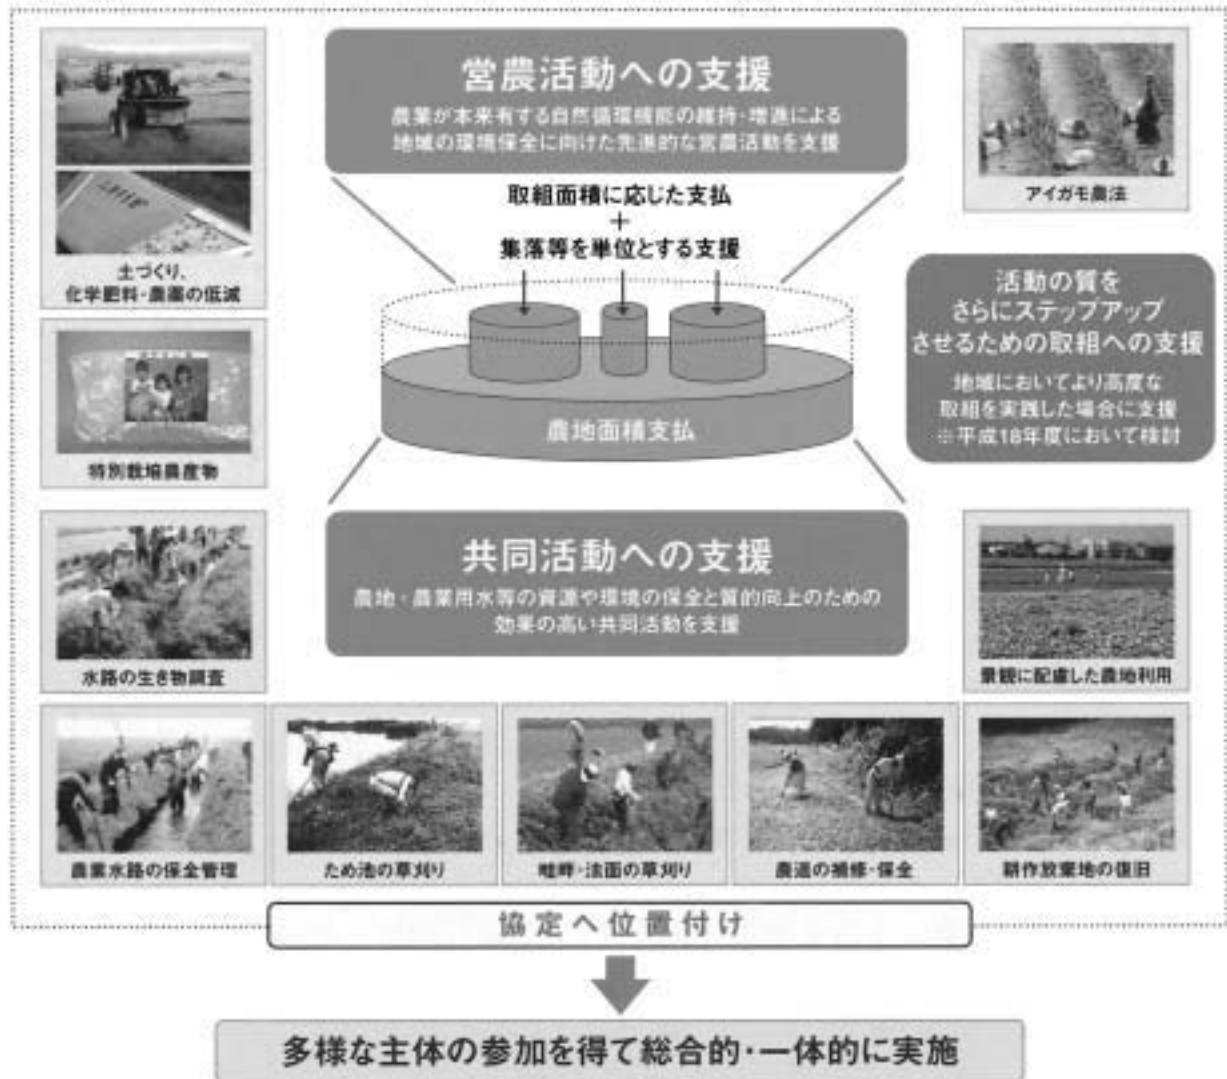 営農活動への支援
農業が本来有する自然循環機能の維持・増進による
地域の環境保全に向けた先進的な営農活動を支援
取組面積に応じた支払
+
集落等を単位とする支援
農地面積支払
土づくり、
化学肥料・農薬の低減
特別栽培農産物
アイガモ農法
活動の質を
さらにステップアップ
させるための取組への支援
地域においてより高度な
取組を実践した場合に支援
※平成18年度において検討
共同活動への支援
農地・農業用水等の資源や環境の保全と質的向上のための
効果の高い共同活動を支援
水路の生き物調査
景観に配慮した農地利用
農業水路の保全管理
ため池の草刈り
畦畔・法面の草刈り
農道の補修・保全
耕作放棄地の復旧
協定へ位置付け
多様な主体の参加を得て総合的・一体的に実施